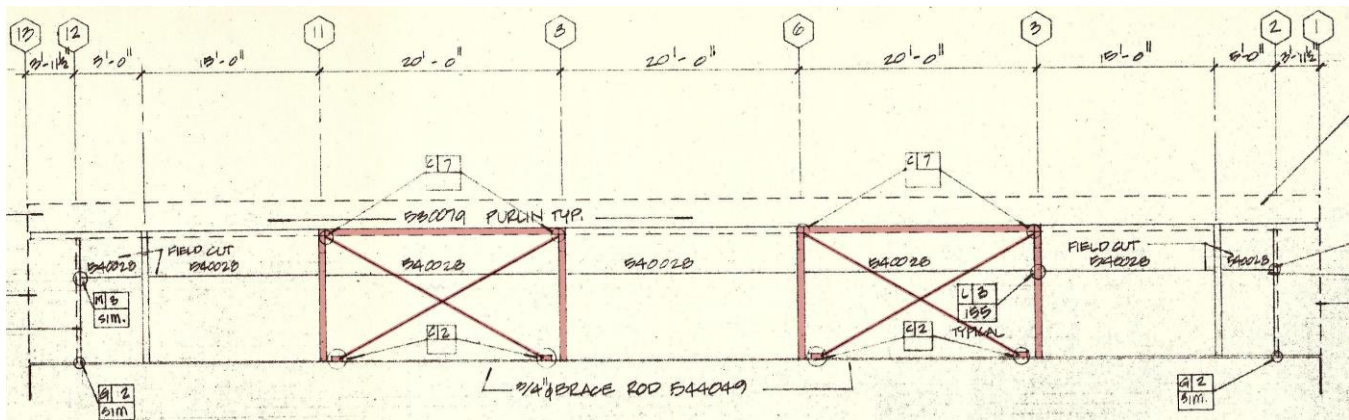 13 12 11 8 6 3 2 1
3'-11½" 5'-0" 15'-0" 20'-0" 20'-0" 20'-0" 15'-0" 5'-0" 3'-11½"
C 7 C 7
530079 PURLIN TYP.
FIELD CUT FIELD CUT
540028 540028 540028 540028 540028 540028 540028
M 3
SIM.
C 3
155
TYPICAL
C 2 C 2
3/4"φ BRACE ROD 544049
G 2
SIM
G 2
SIM.